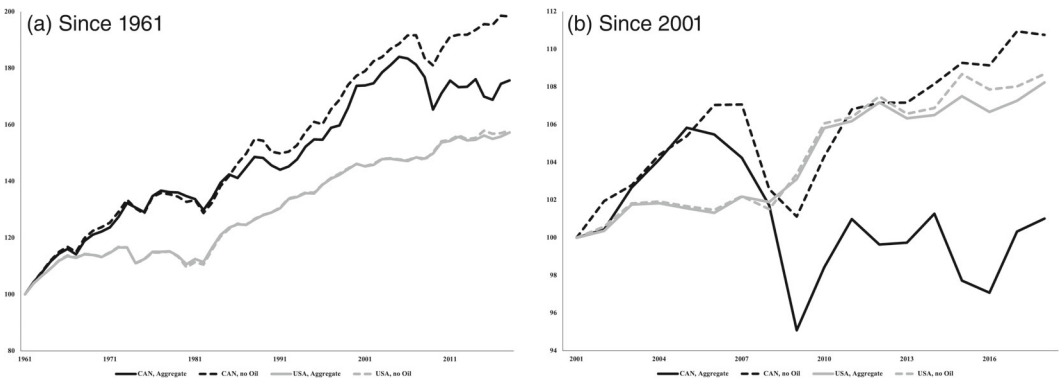 (a) Since 1961
200
180
160
140
120
100
80
1961
1971
1981
1991
2001
2011
CAN, Aggregate
CAN, no Oil
USA, Aggregate
USA, no Oil
(b) Since 2001
112
110
108
106
104
102
100
98
96
94
2001
2004
2007
2010
2013
2016
CAN, Aggregate
CAN, no Oil
USA, Aggregate
USA, no Oil